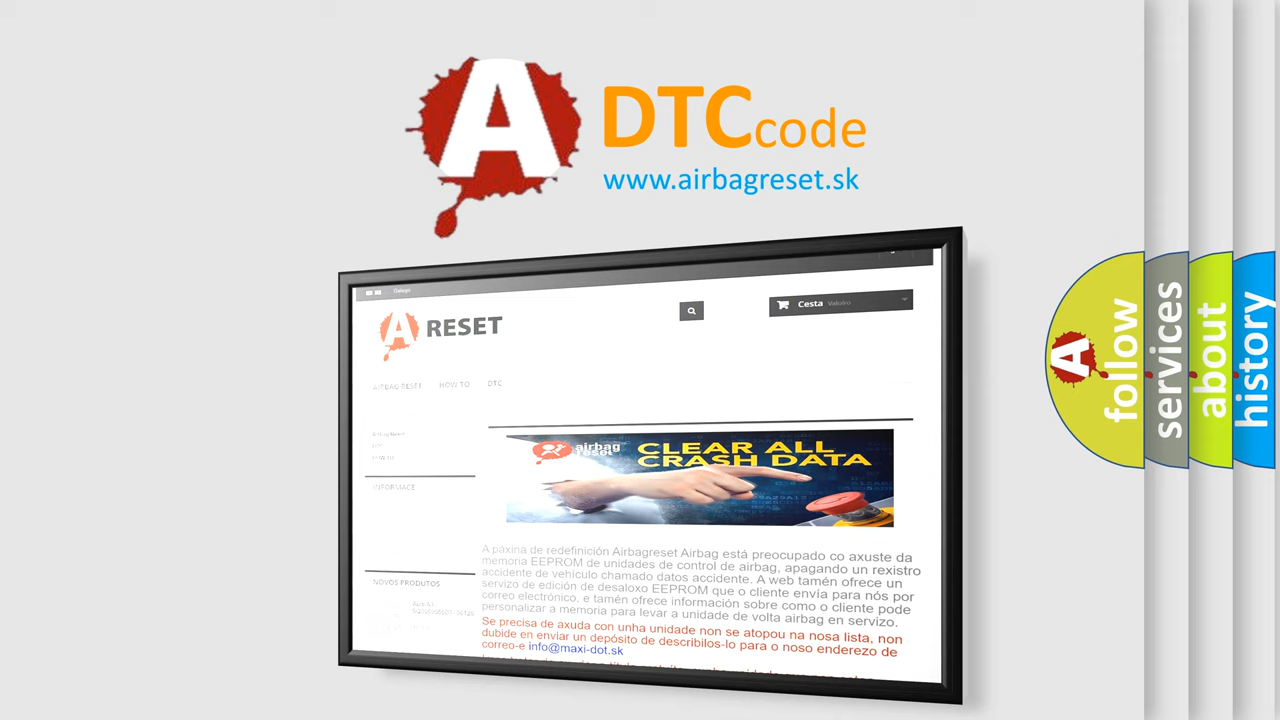 A
DTCcode
www.airbagreset.sk
Galego
A RESET
Cesta Valeiro
AIRBAG RESET HOW TO DTC
Airbag Reset
DTC
HOW TO
INFORMACE
airbag
reset
CLEAR ALL
CRASH DATA
A páxina de redefinición Airbagreset Airbag está preocupado co axuste da
memoria EEPROM de unidades de control de airbag, apagando un rexistro
accidente de vehículo chamado datos accidente. A web tamén ofrece un
servizo de edición de desaloxo EEPROM que o cliente envía para nós por
correo electrónico, e tamén ofrece información sobre como o cliente pode
personalizar a memoria para levar a unidade de volta airbag en servizo.
Se precisa de axuda con unha unidade non se atopou na nosa lista, non
dubide en enviar un depósito de describilos-lo para o noso enderezo de
correo-e info@maxi-dot.sk
NOVOS PRODUTOS
A
follow
services
about
history